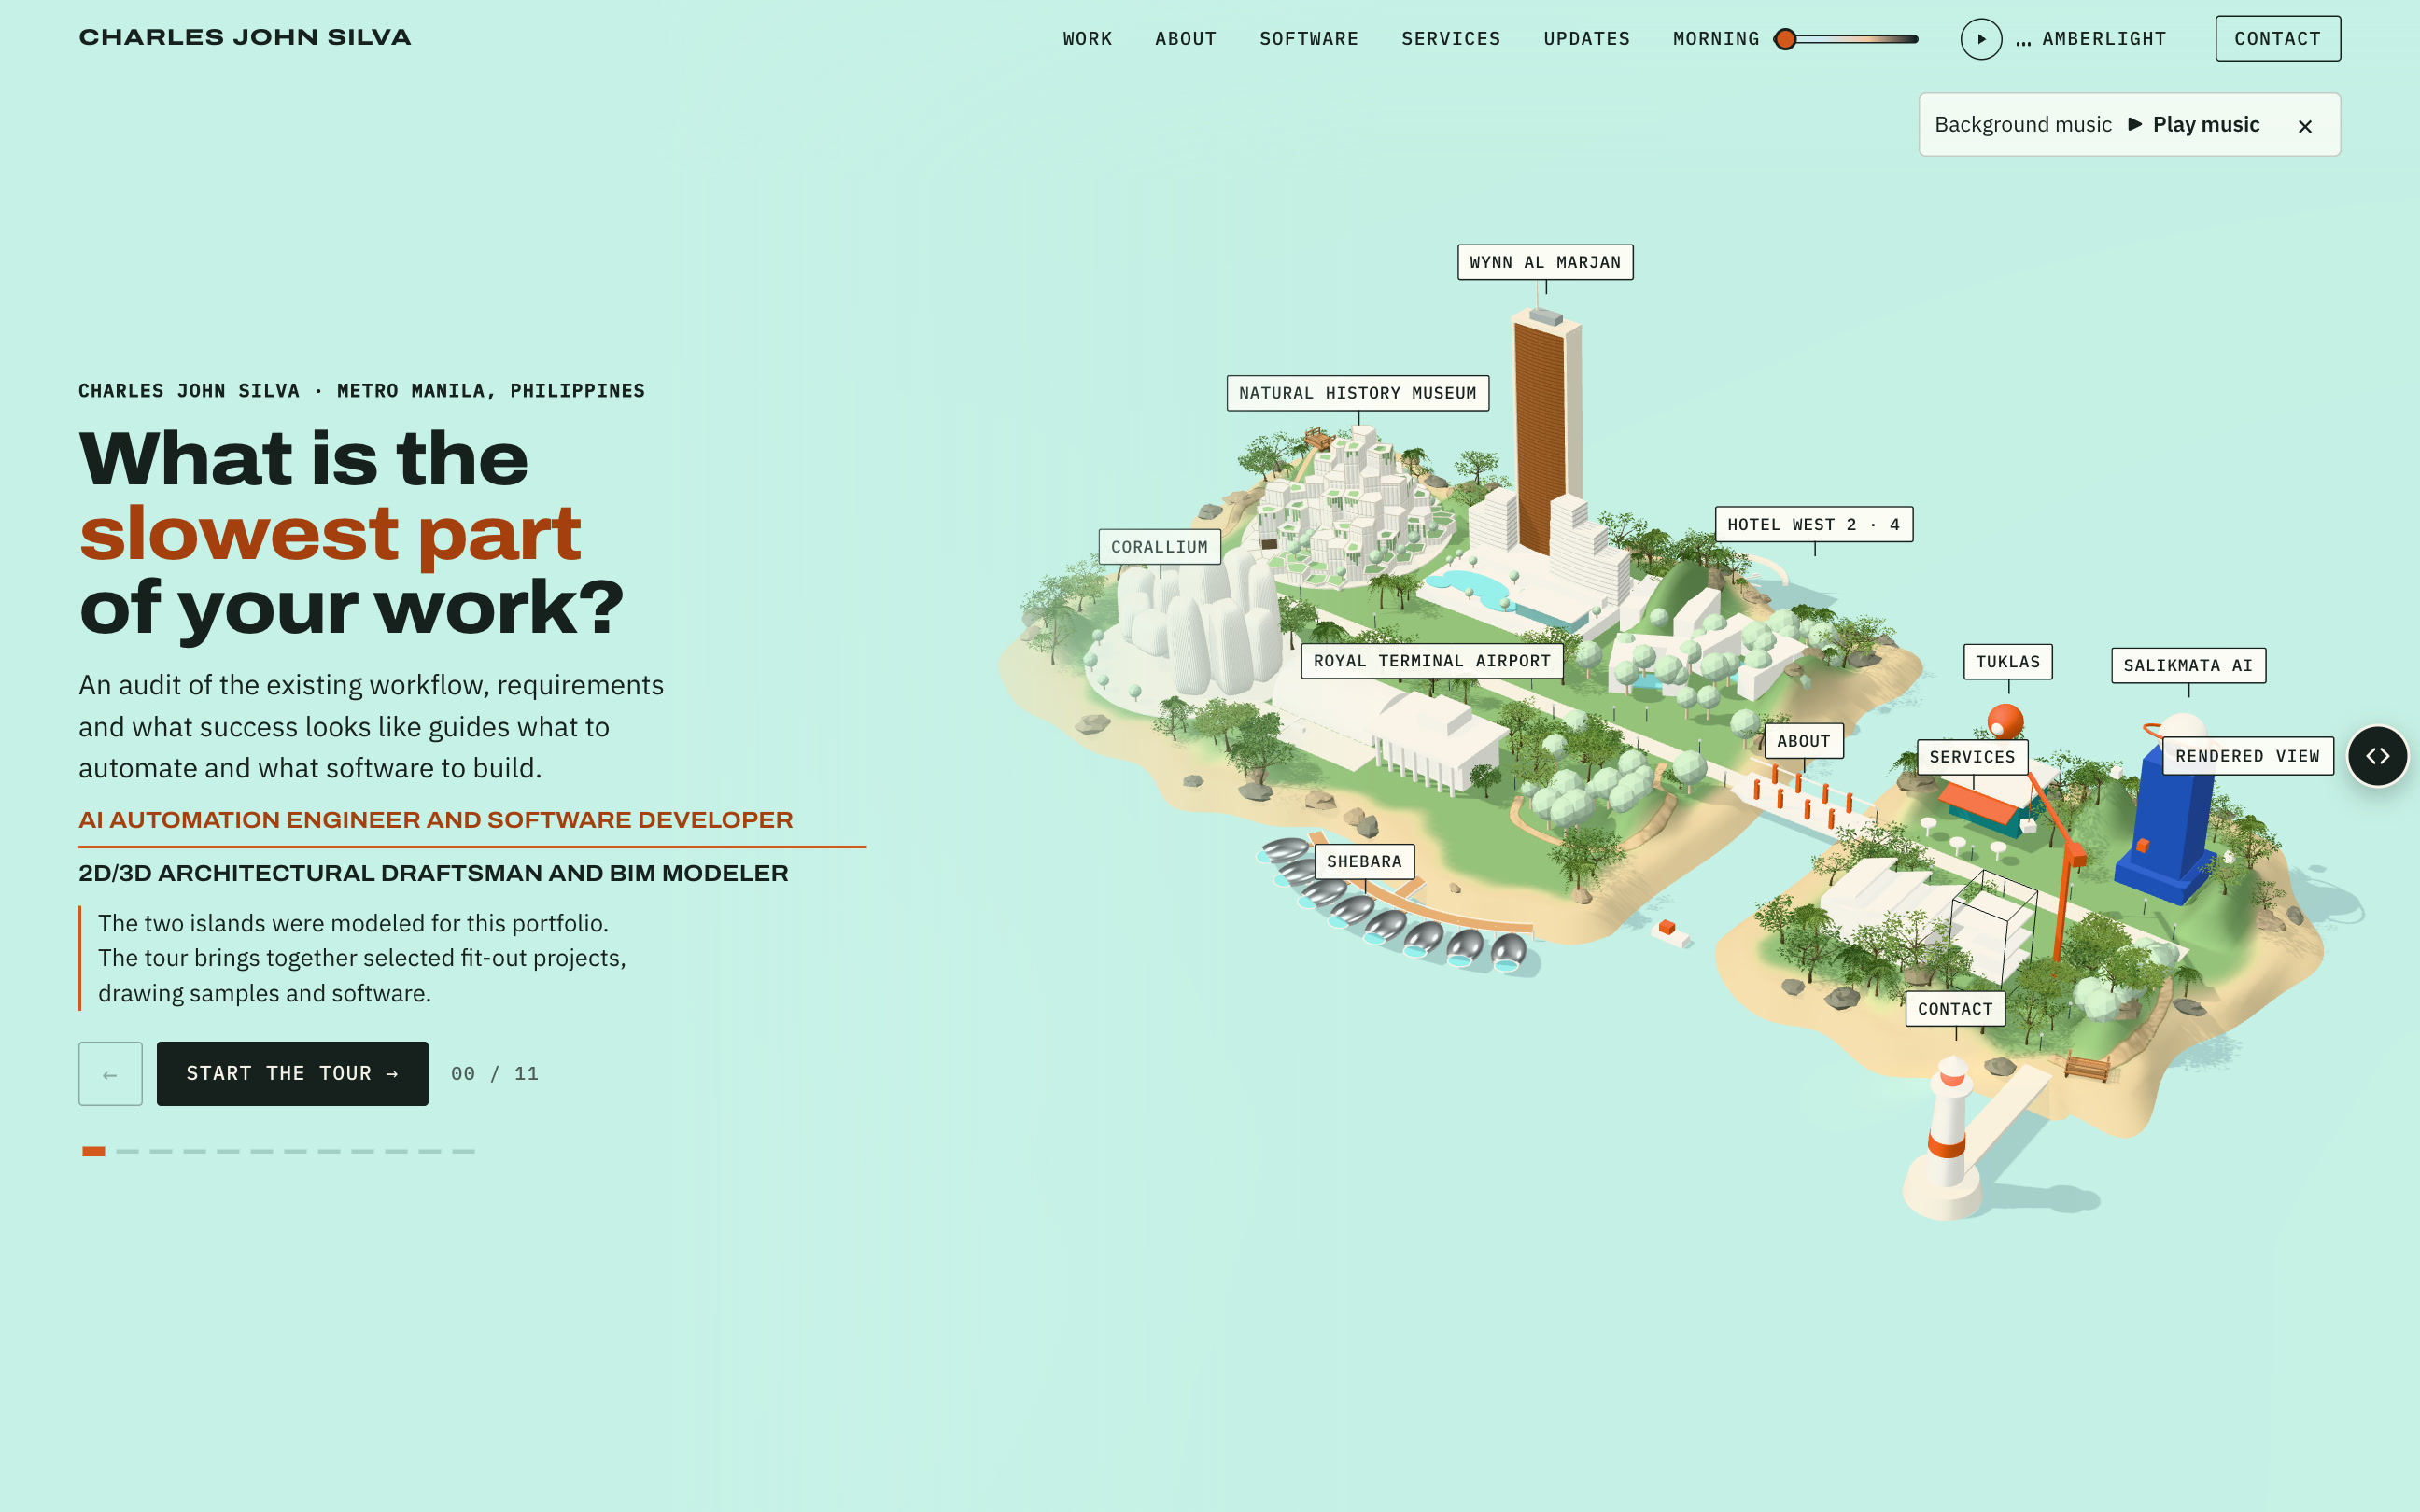 CHARLES JOHN SILVA
WORK
ABOUT
SOFTWARE
SERVICES
UPDATES
MORNING
… AMBERLIGHT
CONTACT
Background music ▶ Play music ×
CHARLES JOHN SILVA · METRO MANILA, PHILIPPINES
What is the
slowest part
of your work?
An audit of the existing workflow, requirements
and what success looks like guides what to
automate and what software to build.
AI AUTOMATION ENGINEER AND SOFTWARE DEVELOPER
2D/3D ARCHITECTURAL DRAFTSMAN AND BIM MODELER
The two islands were modeled for this portfolio.
The tour brings together selected fit-out projects,
drawing samples and software.
←
START THE TOUR →
00 / 11
WYNN AL MARJAN
NATURAL HISTORY MUSEUM
HOTEL WEST 2 · 4
CORALLIUM
ROYAL TERMINAL AIRPORT
TUKLAS
SALIKMATA AI
ABOUT
SERVICES
RENDERED VIEW
SHEBARA
CONTACT